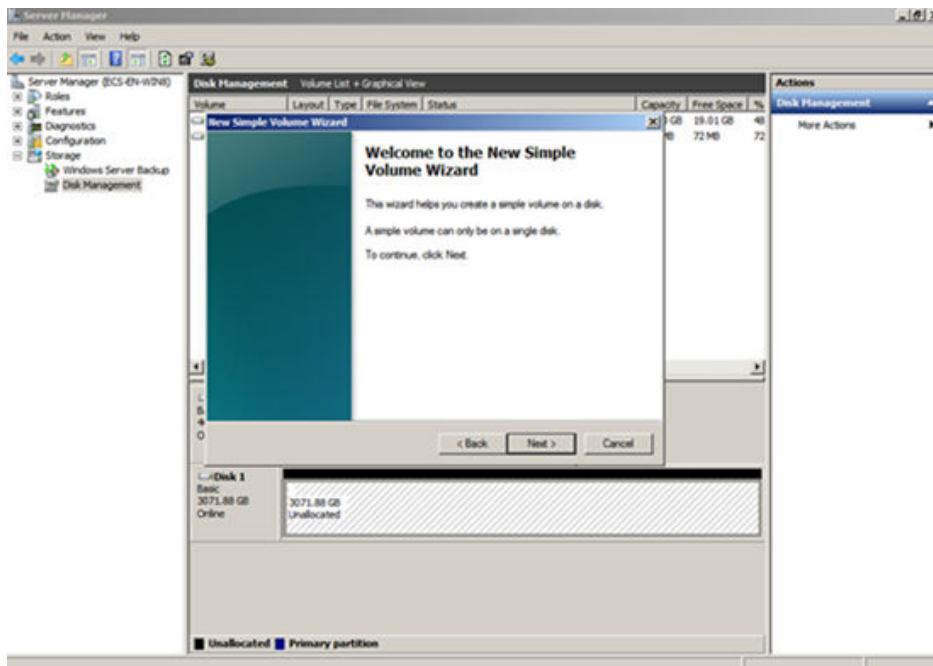 Server Manager
File Action View Help
Server Manager (ECS-EN-WIN8)
Roles
Features
Diagnostics
Configuration
Storage
Windows Server Backup
Disk Management
Disk Management Volume List + Graphical View
Volume Layout Type File System Status Capacity Free Space %
GB 19.01 GB 48
MB 72 MB 72
New Simple Volume Wizard
Welcome to the New Simple
Volume Wizard
This wizard helps you create a simple volume on a disk.
A simple volume can only be on a single disk.
To continue, click Next.
< Back Next > Cancel
Disk 1
Basic
3071.88 GB
Online
3071.88 GB
Unallocated
Unallocated Primary partition
Actions
Disk Management
More Actions